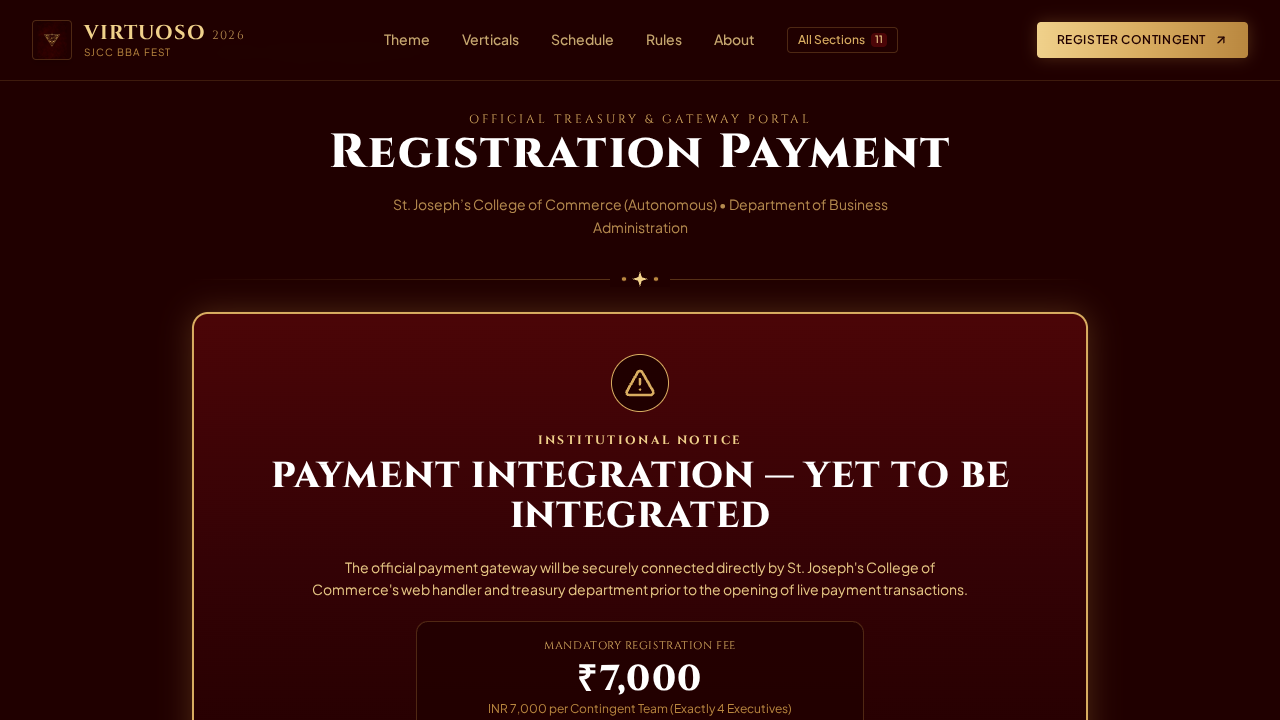 VIRTUOSO 2026
SJCC BBA FEST
Theme
Verticals
Schedule
Rules
About
All Sections 11
REGISTER CONTINGENT
OFFICIAL TREASURY & GATEWAY PORTAL
Registration Payment
St. Joseph's College of Commerce (Autonomous) • Department of Business
Administration
INSTITUTIONAL NOTICE
PAYMENT INTEGRATION — YET TO BE
INTEGRATED
The official payment gateway will be securely connected directly by St. Joseph's College of
Commerce's web handler and treasury department prior to the opening of live payment transactions.
MANDATORY REGISTRATION FEE
₹7,000
INR 7,000 per Contingent Team (Exactly 4 Executives)